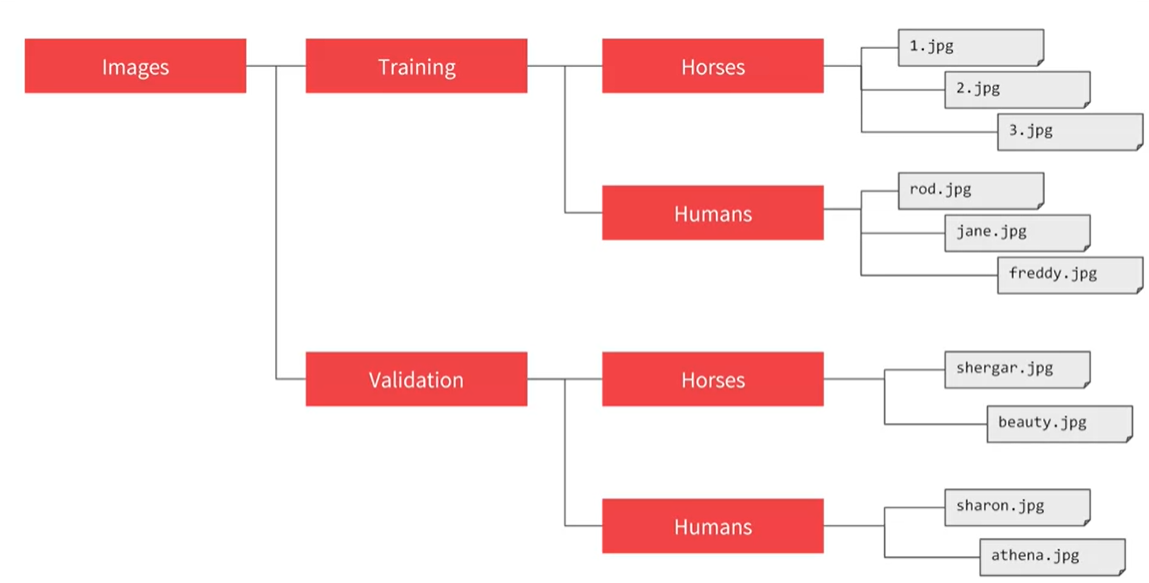 Images
Training
Horses
1.jpg
2.jpg
3.jpg
Humans
rod.jpg
jane.jpg
freddy.jpg
Validation
Horses
shergar.jpg
beauty.jpg
Humans
sharon.jpg
athena.jpg